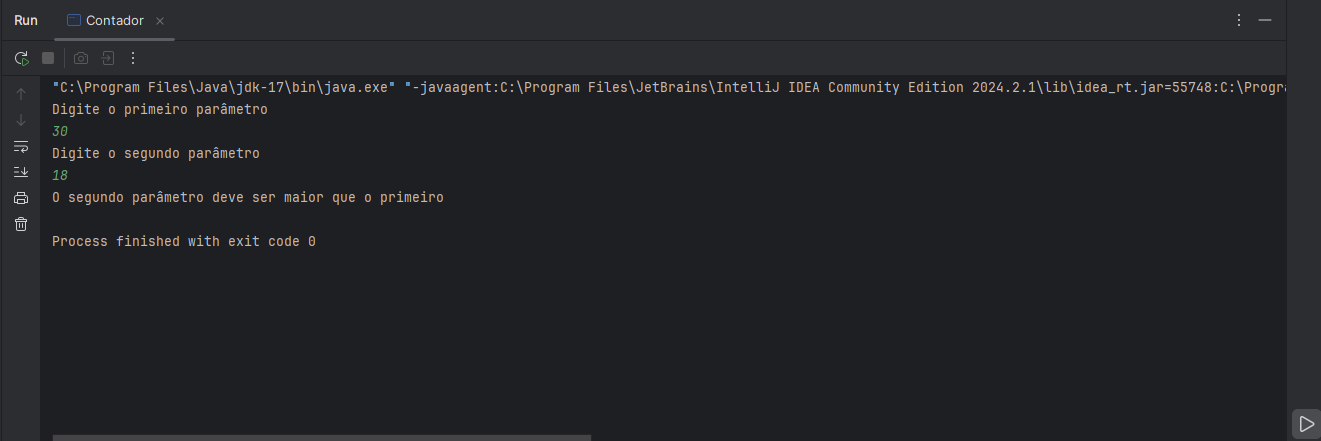 Run Contador
"C:\Program Files\Java\jdk-17\bin\java.exe" "-javaagent:C:\Program Files\JetBrains\IntelliJ IDEA Community Edition 2024.2.1\lib\idea_rt.jar=55748:C:\Progra
Digite o primeiro parâmetro
30
Digite o segundo parâmetro
18
O segundo parâmetro deve ser maior que o primeiro
Process finished with exit code 0